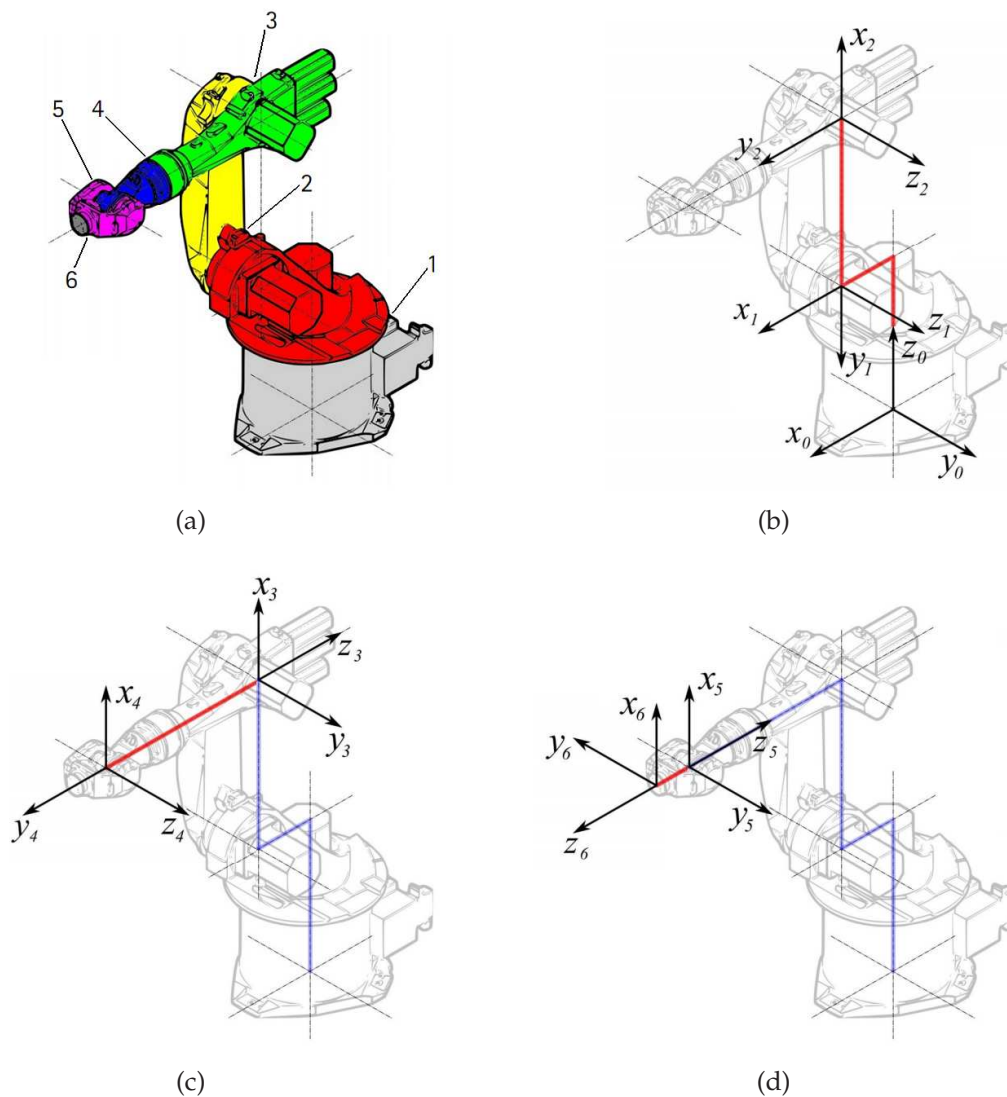 3
5
4
2
1
6
(a)
x₂
y₂
z₂
x₁
z₁
y₁
z₀
x₀
y₀
(b)
x₃
z₃
x₄
y₃
y₄
z₄
(c)
x₅
x₆
y₆
z₅
y₅
z₆
(d)